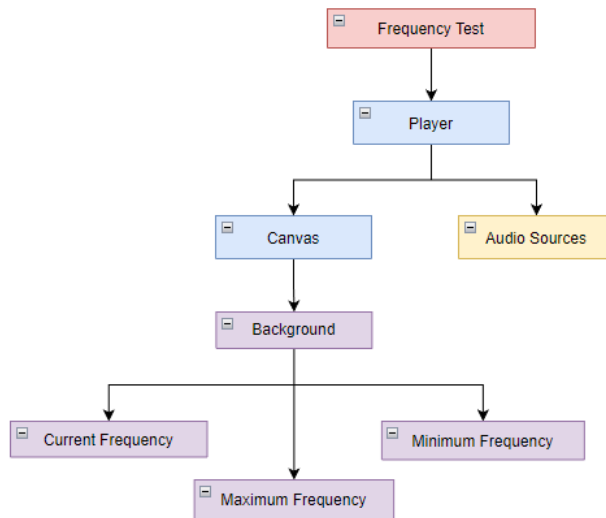 Frequency Test
Player
Canvas
Audio Sources
Background
Current Frequency
Minimum Frequency
Maximum Frequency